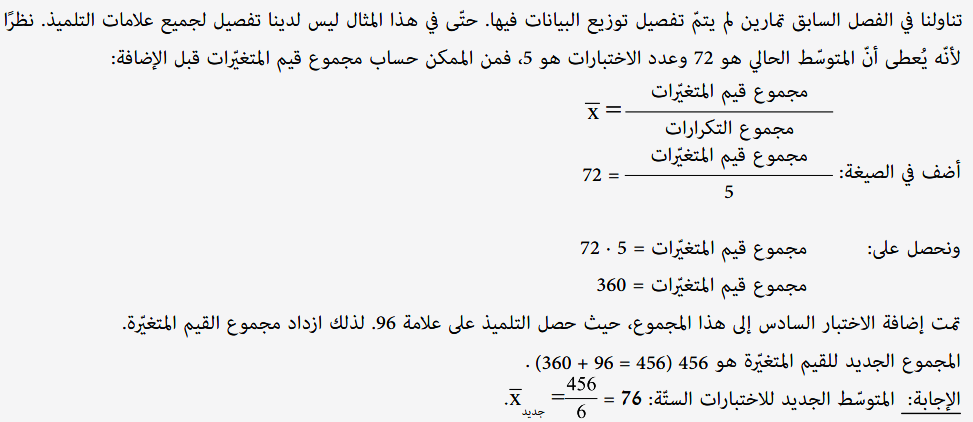 تناولنا في الفصل السابق تمارين لم يتمّ تفصيل توزيع البيانات فيها. حتّى في هذا المثال ليس لدينا تفصيل لجميع علامات التلميذ. نظرًا
لأنّه يُعطى أنّ المتوسّط الحالي هو 72 وعدد الاختبارات هو 5، فمن الممكن حساب مجموع قيم المتغيّرات قبل الإضافة:
x̄ = مجموع قيم المتغيّرات / مجموع التكرارات
أضف في الصيغة: 72 = مجموع قيم المتغيّرات / 5
ونحصل على: مجموع قيم المتغيّرات = 5 · 72
مجموع قيم المتغيّرات = 360
تمت إضافة الاختبار السادس إلى هذا المجموع، حيث حصل التلميذ على علامة 96. لذلك ازداد مجموع القيم المتغيّرة.
المجموع الجديد للقيم المتغيّرة هو 456 (360 + 96 = 456) .
الإجابة: المتوسّط الجديد للاختبارات الستّة: 76 = 456/6 = x̄ جديد.